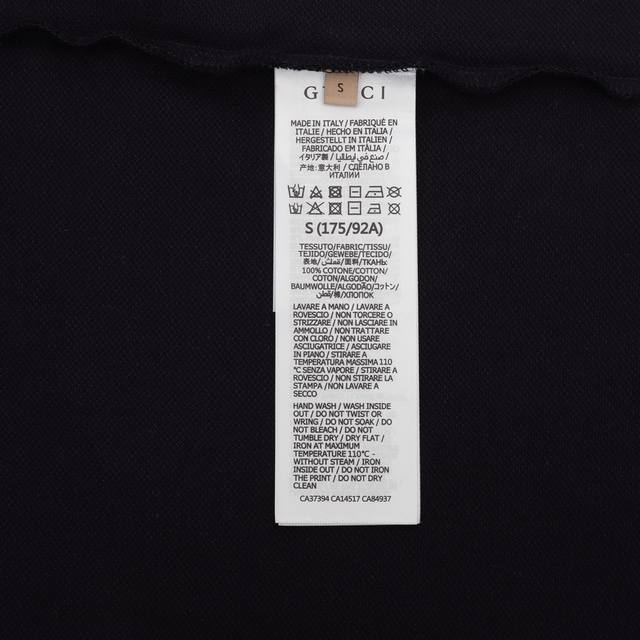 S
GUCCI
MADE IN ITALY / FABRIQUÉ EN
ITALIE / HECHO EN ITALIA /
HERGESTELLT IN ITALIEN /
FABRICADO EM ITÀLIA /
イタリア製 / صنع في ايطاليا /
产地: 意大利 / СДЕЛАНО В
ИТАЛИИ
S (175/92A)
TESSUTO/FABRIC/TISSU/
TEJIDO/GEWEBE/TECIDO/
表地/قماش/面料/ТКАНЬ:
100% COTONE/COTTON/
COTON/ALGODON/
BAUMWOLLE/ALGODÃO/コットン/
قطن/棉/ХЛОПОК
LAVARE A MANO / LAVARE A
ROVESCIO / NON TORCERE O
STRIZZARE / NON LASCIARE IN
AMMOLLO / NON TRATTARE
CON CLORO / NON USARE
ASCIUGATRICE / ASCIUGARE
IN PIANO / STIRARE A
TEMPERATURA MASSIMA 110
°C SENZA VAPORE / STIRARE A
ROVESCIO / NON STIRARE LA
STAMPA /NON LAVARE A
SECCO
HAND WASH / WASH INSIDE
OUT / DO NOT TWIST OR
WRING / DO NOT SOAK / DO
NOT BLEACH / DO NOT
TUMBLE DRY / DRY FLAT /
IRON AT MAXIMUM
TEMPERATURE 110°C -
WITHOUT STEAM / IRON
INSIDE OUT / DO NOT IRON
THE PRINT / DO NOT DRY
CLEAN
CA37394 CA14517 CA84937